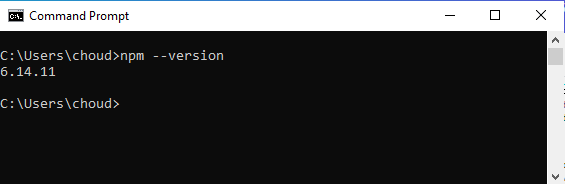 Command Prompt
C:\Users\choud>npm --version
6.14.11
C:\Users\choud>